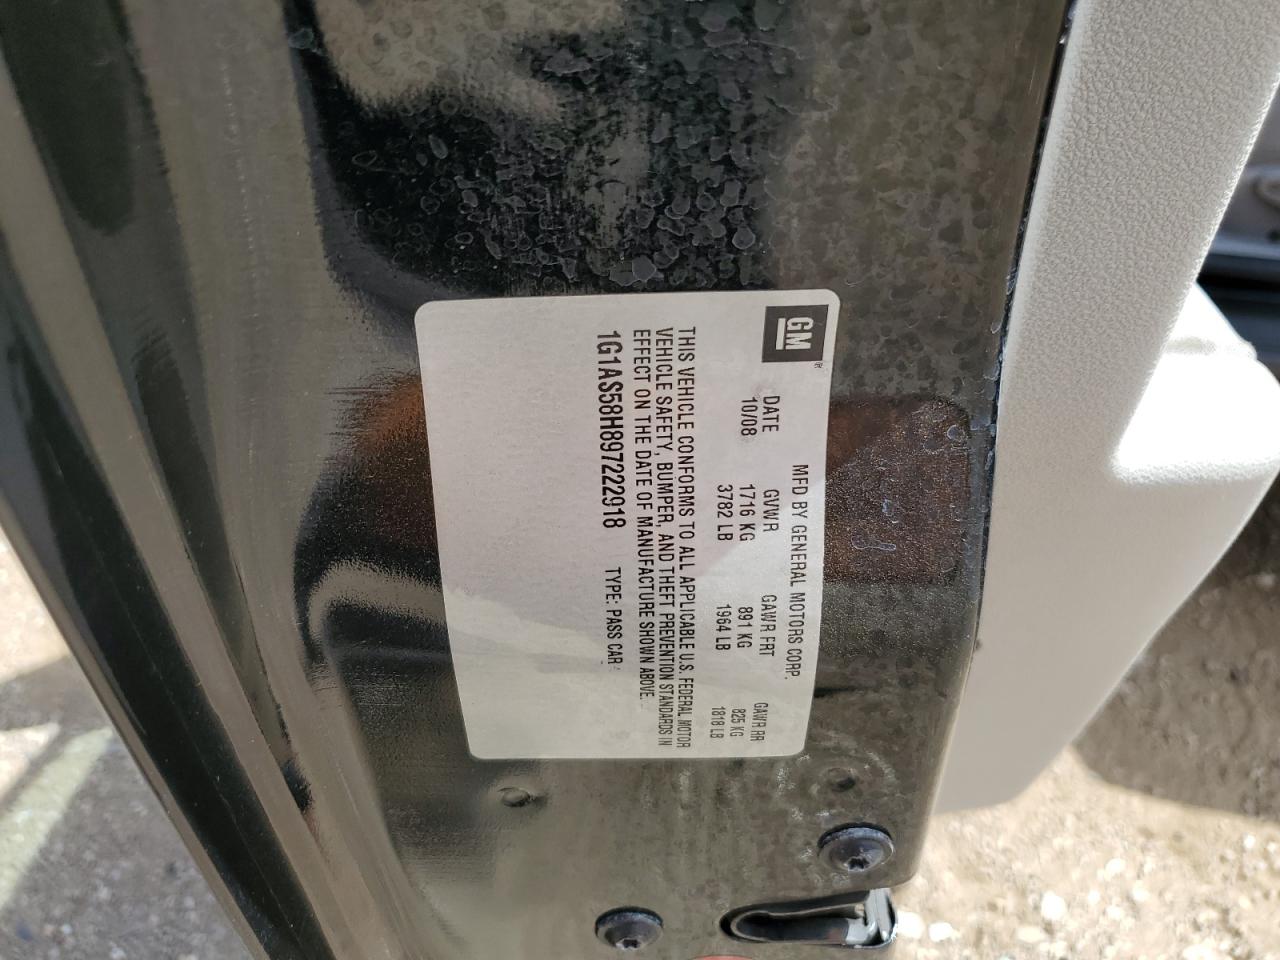 GM
MFD BY GENERAL MOTORS CORP.
DATE GVWR GAWR FRT GAWR RR
10/08 1716 KG 891 KG 825 KG
3782 LB 1964 LB 1818 LB
THIS VEHICLE CONFORMS TO ALL APPLICABLE U.S. FEDERAL MOTOR
VEHICLE SAFETY, BUMPER, AND THEFT PREVENTION STANDARDS IN
EFFECT ON THE DATE OF MANUFACTURE SHOWN ABOVE.
1G1AS58H897222918 TYPE: PASS CAR